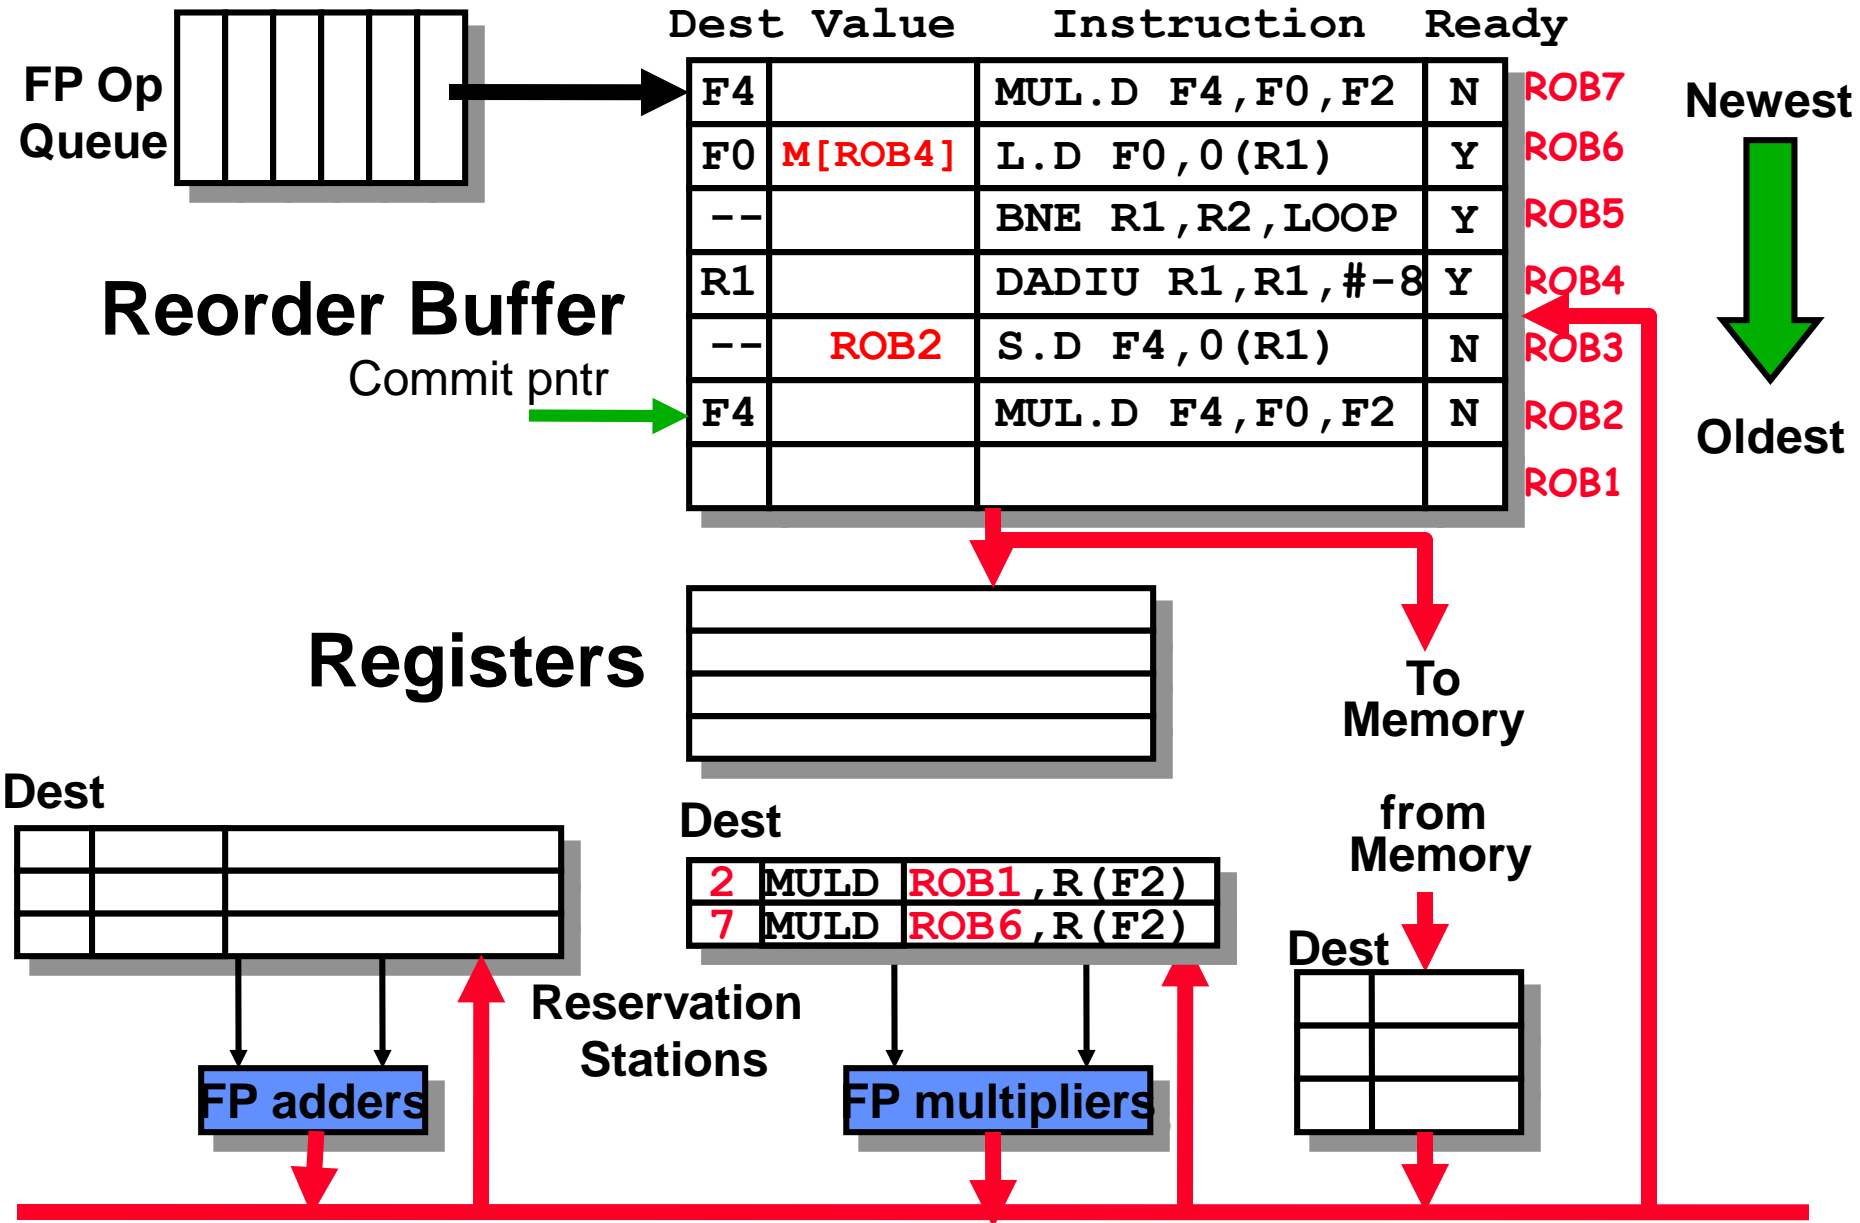 Dest Value Instruction Ready
FP Op
Queue
F4 MUL.D F4,F0,F2 N ROB7
F0 M[ROB4] L.D F0,0(R1) Y ROB6
-- BNE R1,R2,LOOP Y ROB5
R1 DADIU R1,R1,#-8 Y ROB4
-- ROB2 S.D F4,0(R1) N ROB3
F4 MUL.D F4,F0,F2 N ROB2
ROB1
Newest
Oldest
Reorder Buffer
Commit pntr
Registers
To
Memory
Dest
Dest
2 MULD ROB1,R(F2)
7 MULD ROB6,R(F2)
from
Memory
Dest
Reservation
Stations
FP adders
FP multipliers